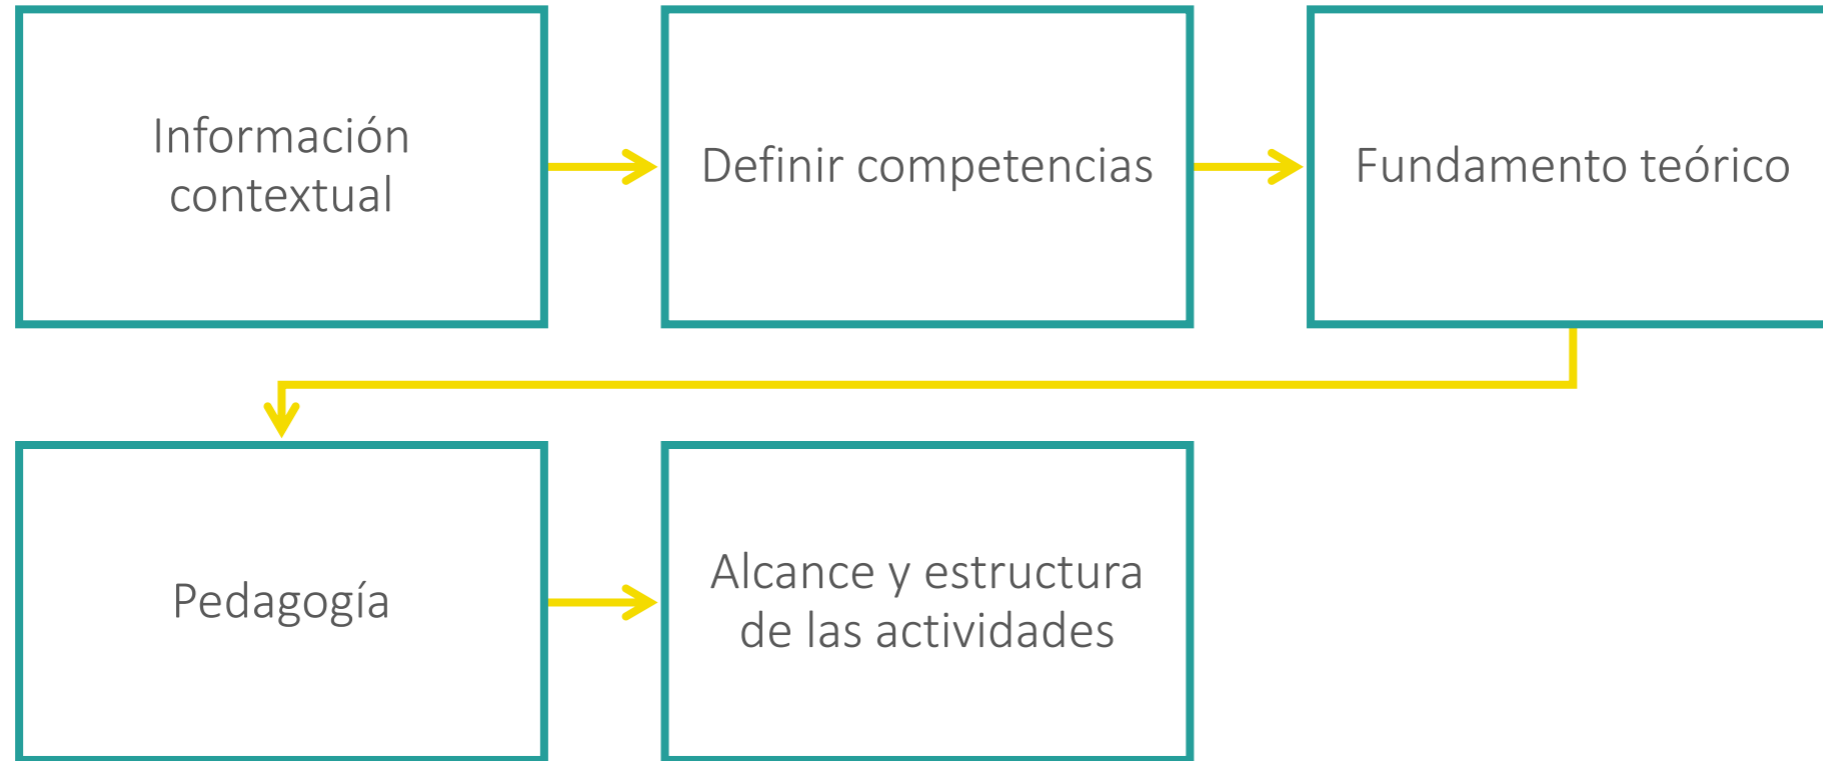 Información
contextual
Definir competencias
Fundamento teórico
Pedagogía
Alcance y estructura
de las actividades